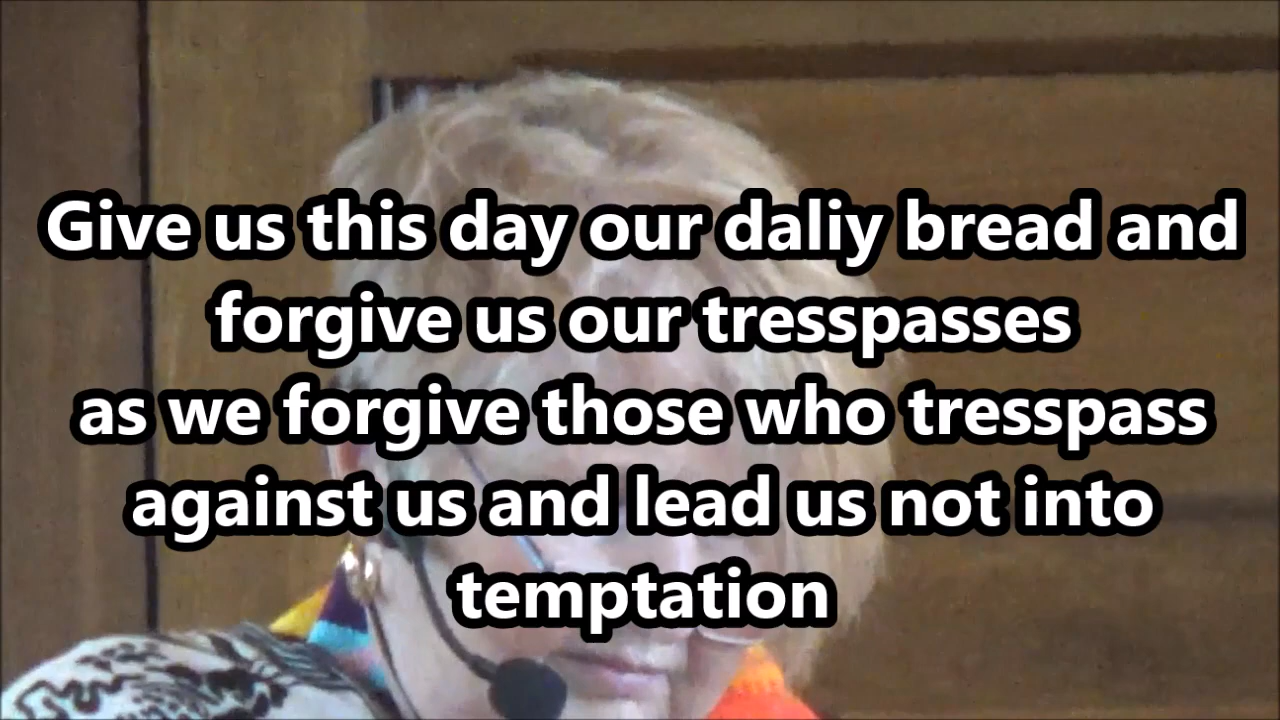 Give us this day our daliy bread and
forgive us our tresspasses
as we forgive those who tresspass
against us and lead us not into
temptation